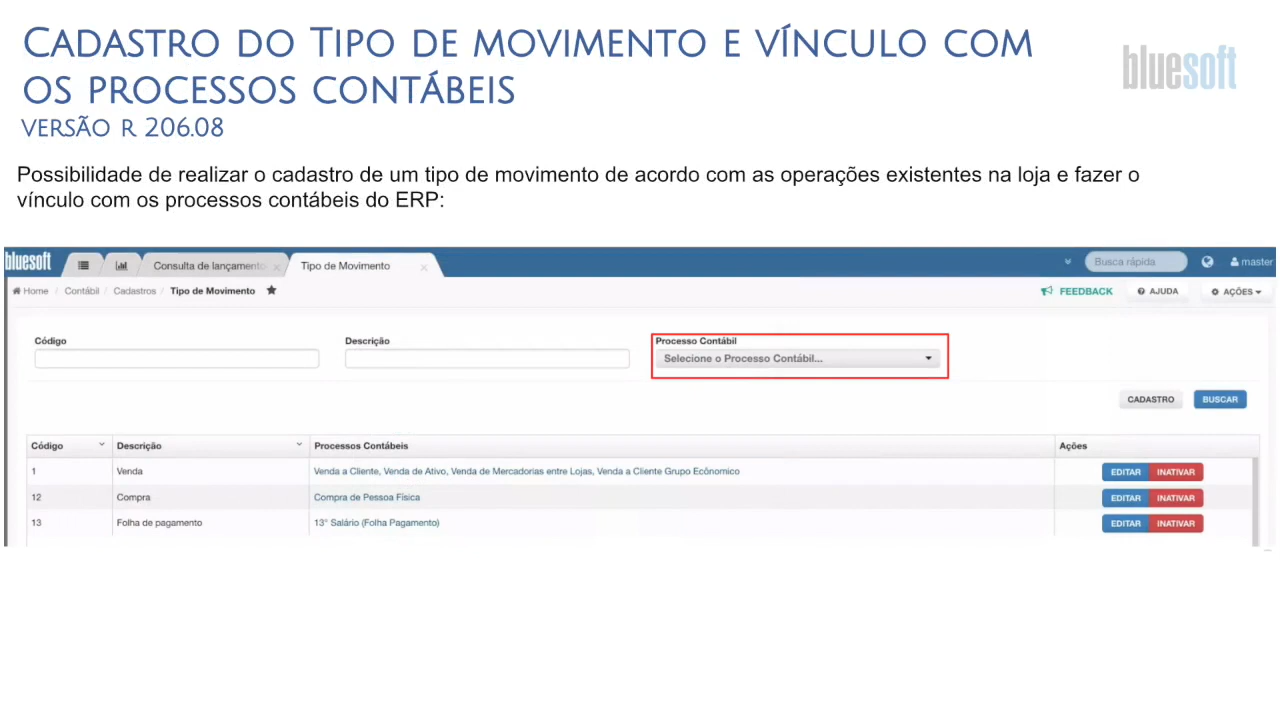 Cadastro do Tipo de movimento e vínculo com
os processos contábeis
versão r 206.08
bluesoft
Possibilidade de realizar o cadastro de um tipo de movimento de acordo com as operações existentes na loja e fazer o
vínculo com os processos contábeis do ERP:
bluesoft
Consulta de lançamento
Tipo de Movimento
Busca rápida
master
Home / Contábil / Cadastros / Tipo de Movimento
FEEDBACK
AJUDA
AÇÕES
Código
Descrição
Processo Contábil
Selecione o Processo Contábil...
CADASTRO
BUSCAR
Código Descrição Processos Contábeis Ações
1 Venda Venda a Cliente, Venda de Ativo, Venda de Mercadorias entre Lojas, Venda a Cliente Grupo Ecônomico EDITAR INATIVAR
12 Compra Compra de Pessoa Física EDITAR INATIVAR
13 Folha de pagamento 13° Salário (Folha Pagamento) EDITAR INATIVAR